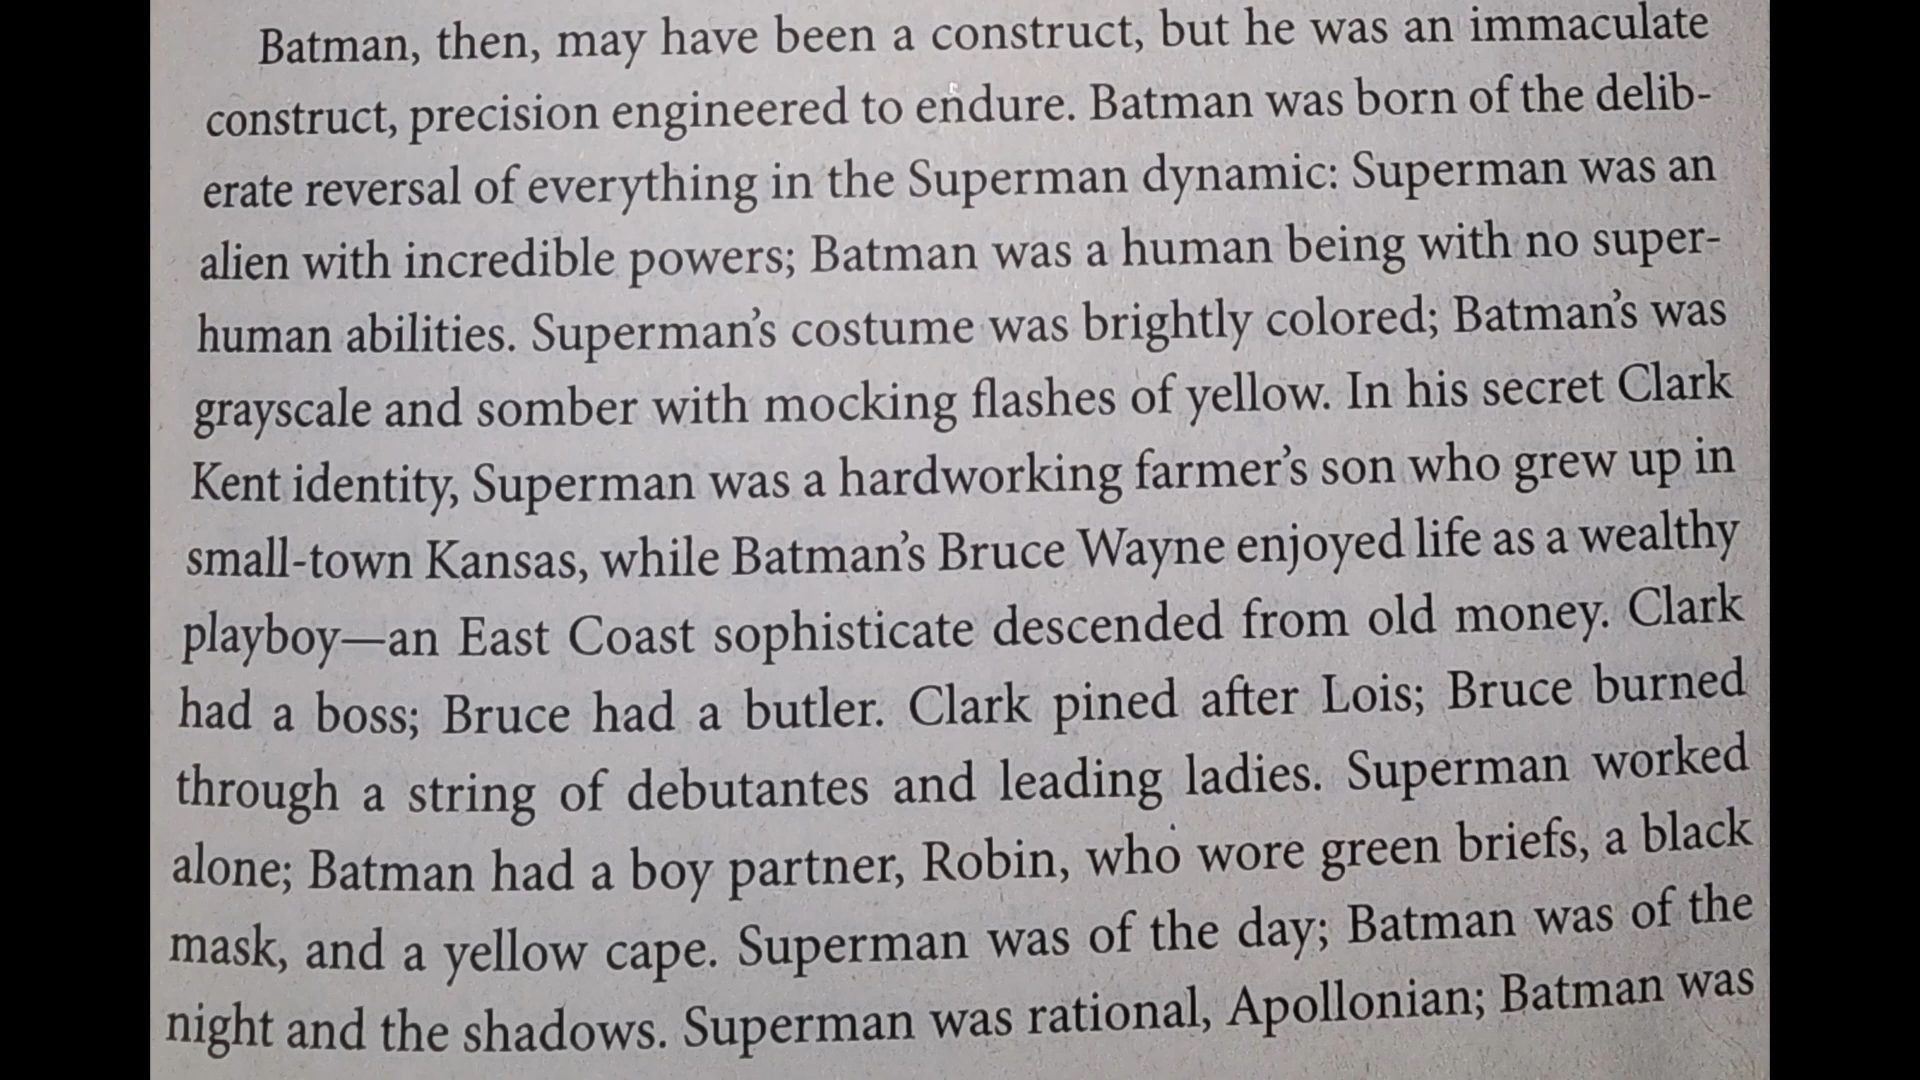 Batman, then, may have been a construct, but he was an immaculate
construct, precision engineered to endure. Batman was born of the delib-
erate reversal of everything in the Superman dynamic: Superman was an
alien with incredible powers; Batman was a human being with no super-
human abilities. Superman's costume was brightly colored; Batman's was
grayscale and somber with mocking flashes of yellow. In his secret Clark
Kent identity, Superman was a hardworking farmer's son who grew up in
small-town Kansas, while Batman's Bruce Wayne enjoyed life as a wealthy
playboy—an East Coast sophisticate descended from old money. Clark
had a boss; Bruce had a butler. Clark pined after Lois; Bruce burned
through a string of debutantes and leading ladies. Superman worked
alone; Batman had a boy partner, Robin, who wore green briefs, a black
mask, and a yellow cape. Superman was of the day; Batman was of the
night and the shadows. Superman was rational, Apollonian; Batman was